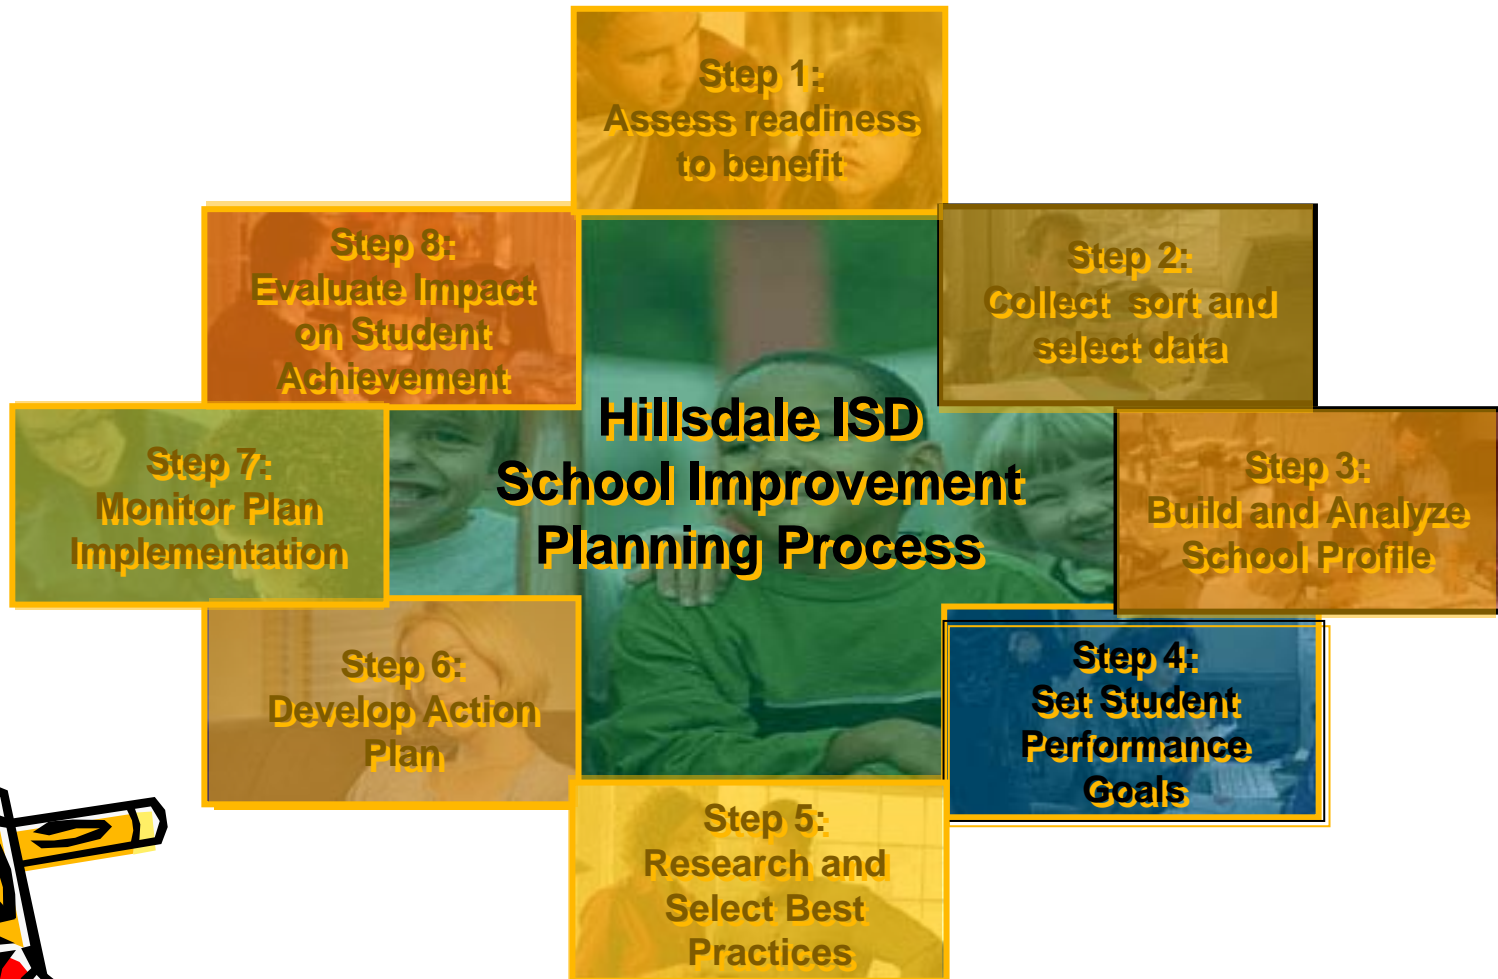 Step 1:
Assess readiness
to benefit
Step 2:
Collect  sort and
select data
Step 3:
Build and Analyze
School Profile
Step 4:
Set Student
Performance
Goals
Step 5:
Research and
Select Best
Practices
Step 6:
Develop Action
Plan
Step 7:
Monitor Plan
Implementation
Step 8:
Evaluate Impact
on Student
Achievement
Hillsdale ISD
School Improvement
Planning Process